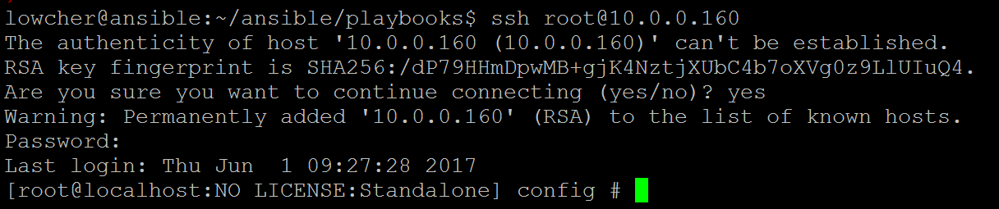 lowcher@ansible:~/ansible/playbooks$ ssh root@10.0.0.160
The authenticity of host '10.0.0.160 (10.0.0.160)' can't be established.
RSA key fingerprint is SHA256:/dP79HHmDpwMB+gjK4NztjXUbC4b7oXVg0z9LlUIuQ4.
Are you sure you want to continue connecting (yes/no)? yes
Warning: Permanently added '10.0.0.160' (RSA) to the list of known hosts.
Password:
Last login: Thu Jun  1 09:27:28 2017
[root@localhost:NO LICENSE:Standalone] config #